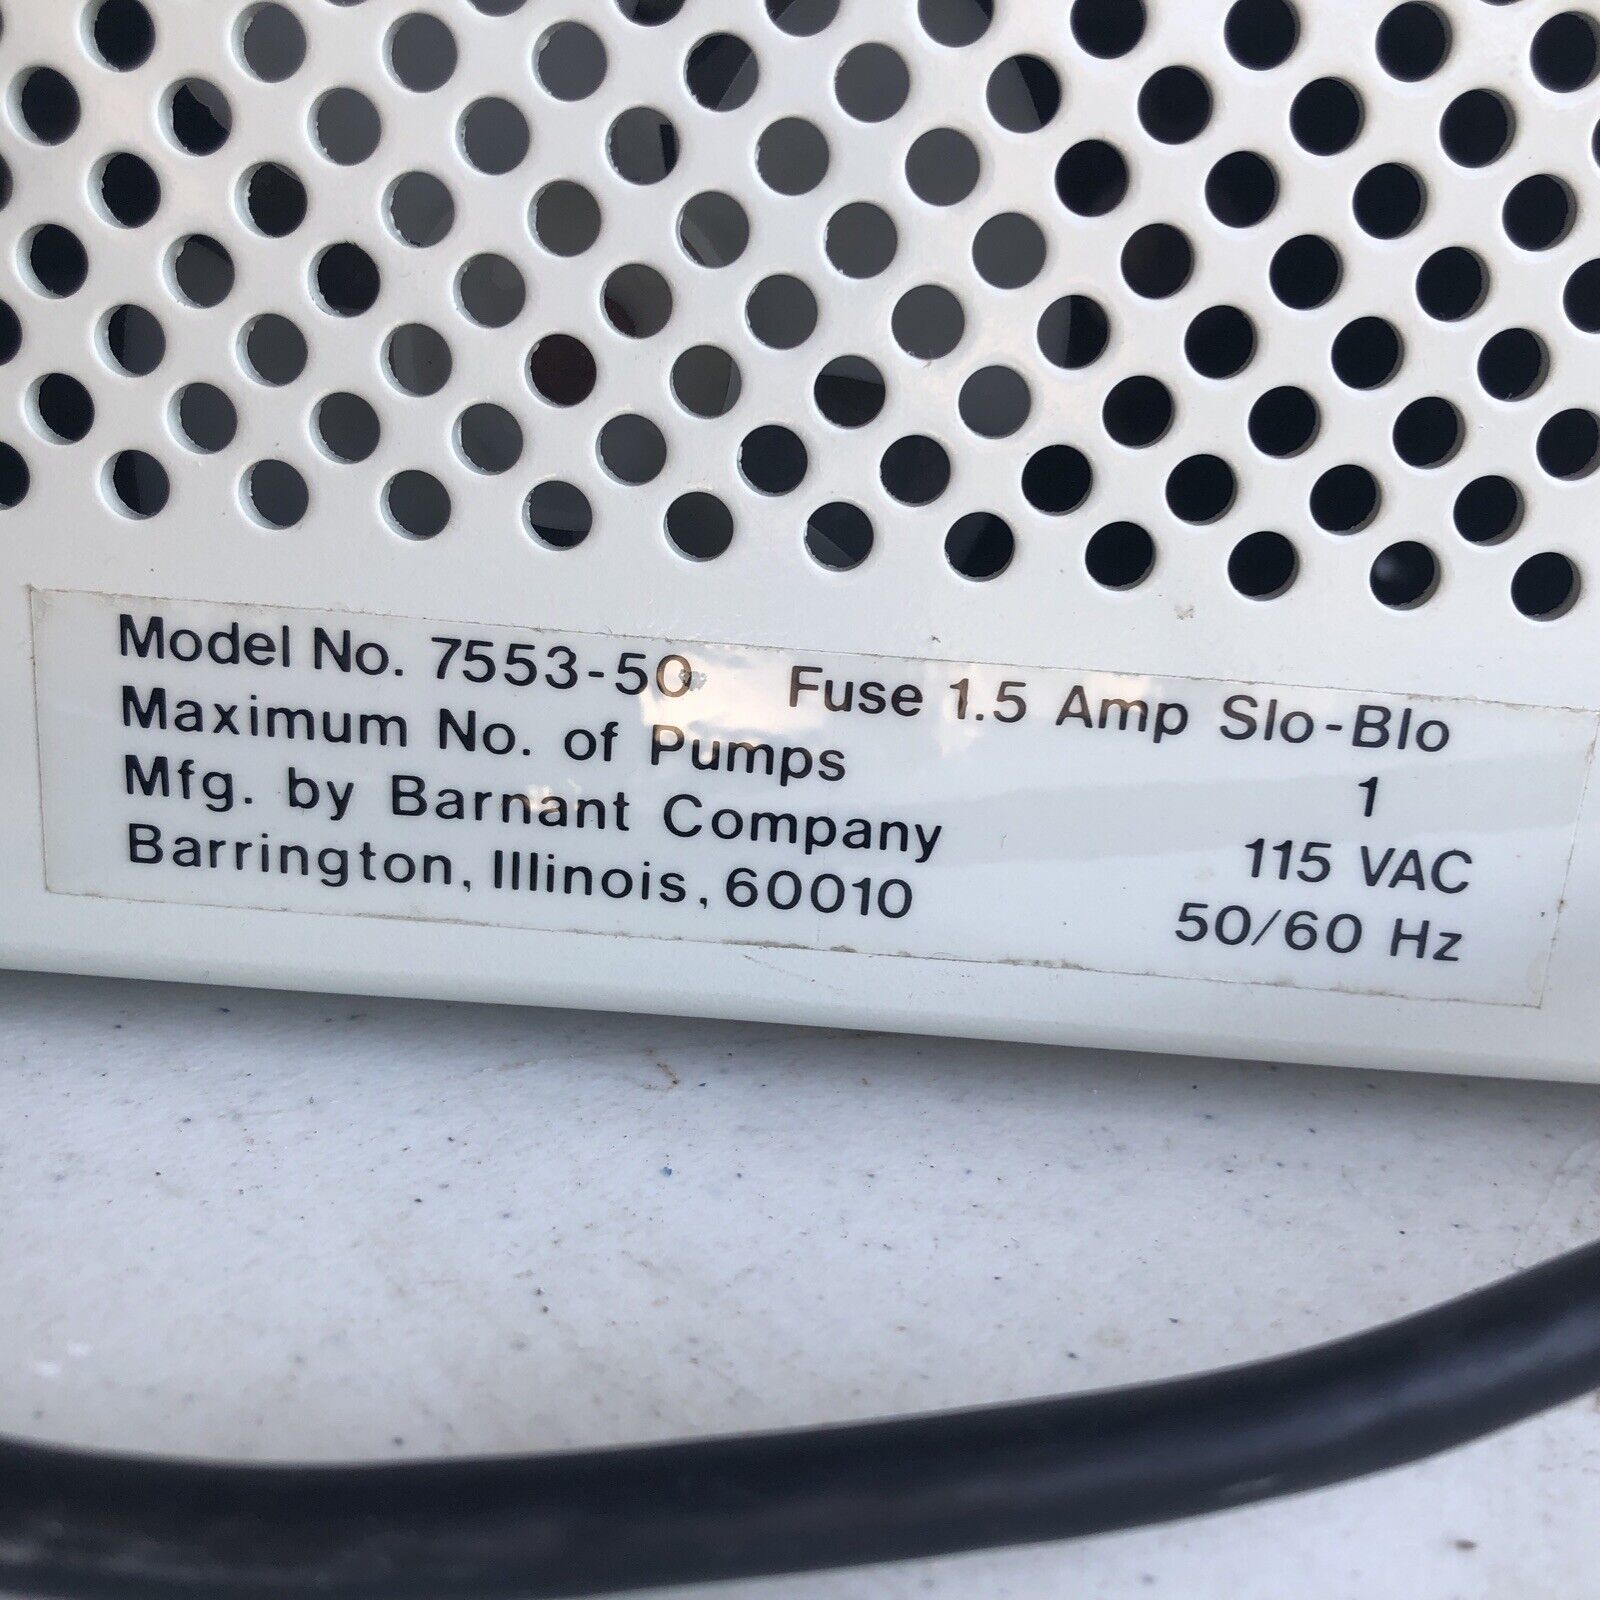 Model No. 7553-50 Fuse 1.5 Amp Slo-Blo
Maximum No. of Pumps 1
Mfg. by Barnant Company 115 VAC
Barrington, Illinois, 60010 50/60 Hz